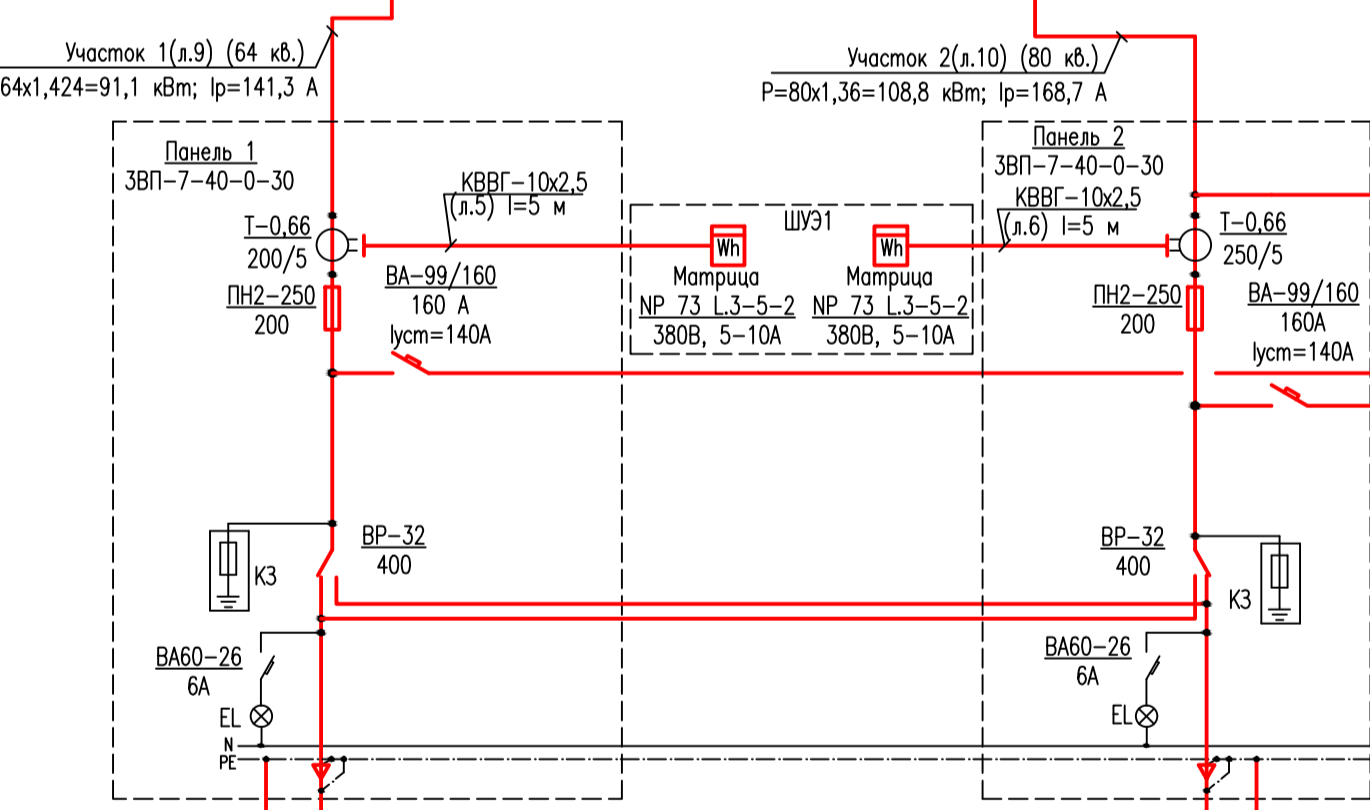 Участок 1(л.9) (64 кв.)
64х1,424=91,1 кВт; Iр=141,3 А
Участок 2(л.10) (80 кв.)
Р=80х1,36=108,8 кВт; Iр=168,7 А
Панель 1
3ВП-7-40-0-30
КВВГ-10х2,5
(л.5) l=5 м
Т-0,66
200/5
ПН2-250
200
ВА-99/160
160 А
Iуст=140А
ШУЭ1
Wh
Wh
Матрица
NP 73 L.3-5-2
380В, 5-10А
Матрица
NP 73 L.3-5-2
380В, 5-10А
Панель 2
3ВП-7-40-0-30
КВВГ-10х2,5
(л.6) l=5 м
Т-0,66
250/5
ПН2-250
200
ВА-99/160
160А
Iуст=140А
ВР-32
400
К3
ВР-32
400
К3
ВА60-26
6А
EL
ВА60-26
6А
EL
N
PE